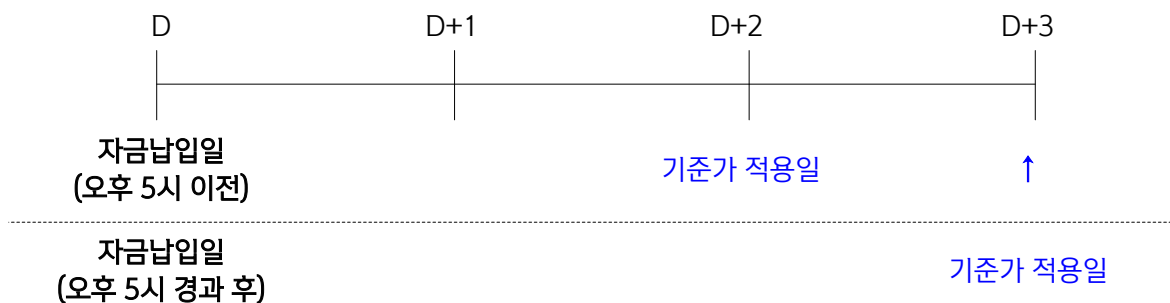 D D+1 D+2 D+3
자금납입일
(오후 5시 이전)
기준가 적용일 ↑
자금납입일
(오후 5시 경과 후)
기준가 적용일